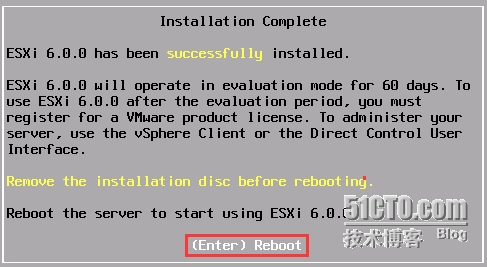 Installation Complete
ESXi 6.0.0 has been successfully installed.
ESXi 6.0.0 will operate in evaluation mode for 60 days. To
use ESXi 6.0.0 after the evaluation period, you must
register for a VMware product license. To administer your
server, use the vSphere Client or the Direct Control User
Interface.
Remove the installation disc before rebooting.
Reboot the server to start using ESXi 6.0.0
51CTO.com
技术博客 Blog
(Enter) Reboot